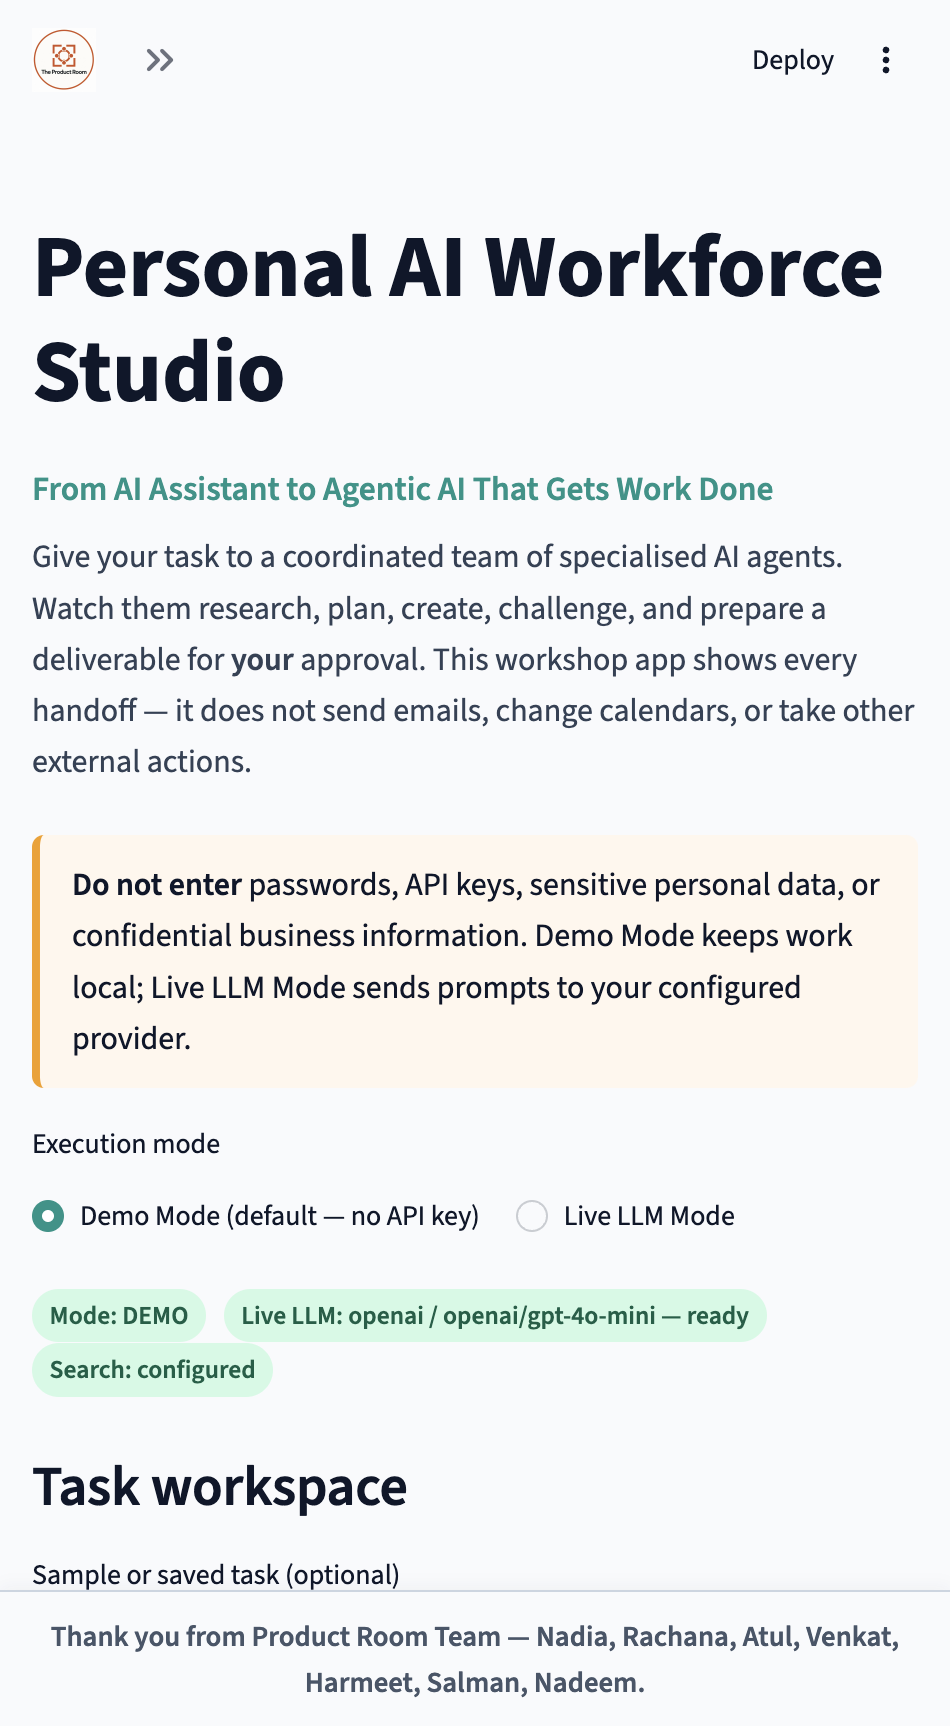 The Product Room
Deploy
Personal AI Workforce
Studio
From AI Assistant to Agentic AI That Gets Work Done
Give your task to a coordinated team of specialised AI agents.
Watch them research, plan, create, challenge, and prepare a
deliverable for your approval. This workshop app shows every
handoff — it does not send emails, change calendars, or take other
external actions.
Do not enter passwords, API keys, sensitive personal data, or
confidential business information. Demo Mode keeps work
local; Live LLM Mode sends prompts to your configured
provider.
Execution mode
Demo Mode (default — no API key) Live LLM Mode
Mode: DEMO Live LLM: openai / openai/gpt-4o-mini — ready
Search: configured
Task workspace
Sample or saved task (optional)
Thank you from Product Room Team — Nadia, Rachana, Atul, Venkat,
Harmeet, Salman, Nadeem.